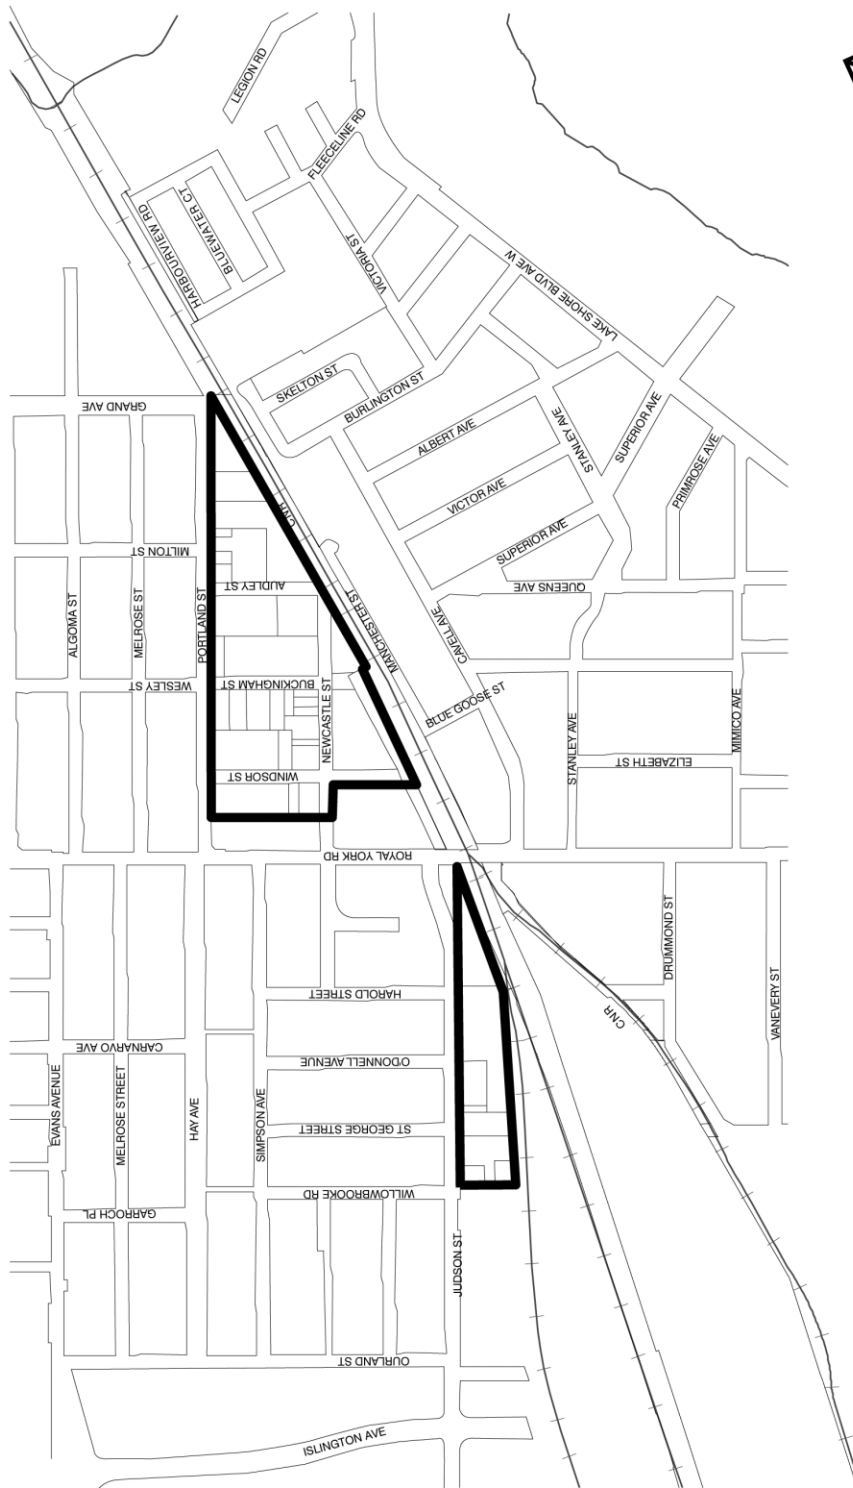 LEGION RD
FLEECELINE RD
BLUEWATER CT
HARBOURVIEW RD
VICTORIA ST
LAKE SHORE BLVD AVE W
SKELTON ST
BURLINGTON ST
GRAND AVE
ALBERT AVE
STANLEY AVE
SUPERIOR AVE
PRIMROSE AVE
VICTOR AVE
CNR
SUPERIOR AVE
MILTON ST
AUDLEY ST
QUEENS AVE
ALGOMA ST
MELROSE ST
PORTLAND ST
MANCHESTER ST
CAVELL AVE
WESLEY ST
BUCKINGHAM ST
NEWCASTLE ST
BLUE GOOSE ST
STANLEY AVE
MIMICO AVE
ELIZABETH ST
WINDSOR ST
ROYAL YORK RD
DRUMMOND ST
HAROLD STREET
VANEVERY ST
CNR
CARNARVO AVE
O'DONNELL AVENUE
EVANS AVENUE
MELROSE STREET
HAY AVE
SIMPSON AVE
ST GEORGE STREET
WILLOWBROOKE RD
GARROCH PL
JUDSON ST
OURLAND ST
ISLINGTON AVE